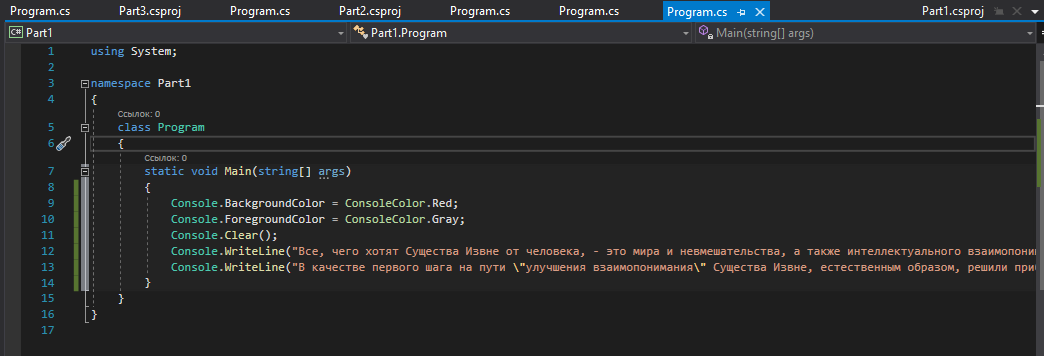 Program.cs Part3.csproj Program.cs Part2.csproj Program.cs Program.cs Program.cs Part1.csproj
C# Part1 Part1.Program Main(string[] args)
1 using System;
2
3 namespace Part1
4 {
Ссылок: 0
5 class Program
6 {
Ссылок: 0
7 static void Main(string[] args)
8 {
9 Console.BackgroundColor = ConsoleColor.Red;
10 Console.ForegroundColor = ConsoleColor.Gray;
11 Console.Clear();
12 Console.WriteLine("Все, чего хотят Существа Извне от человека, - это мира и невмешательства, а также интеллектуального взаимопони
13 Console.WriteLine("В качестве первого шага на пути \"улучшения взаимопонимания\" Существа Извне, естественным образом, решили при
14 }
15 }
16 }
17